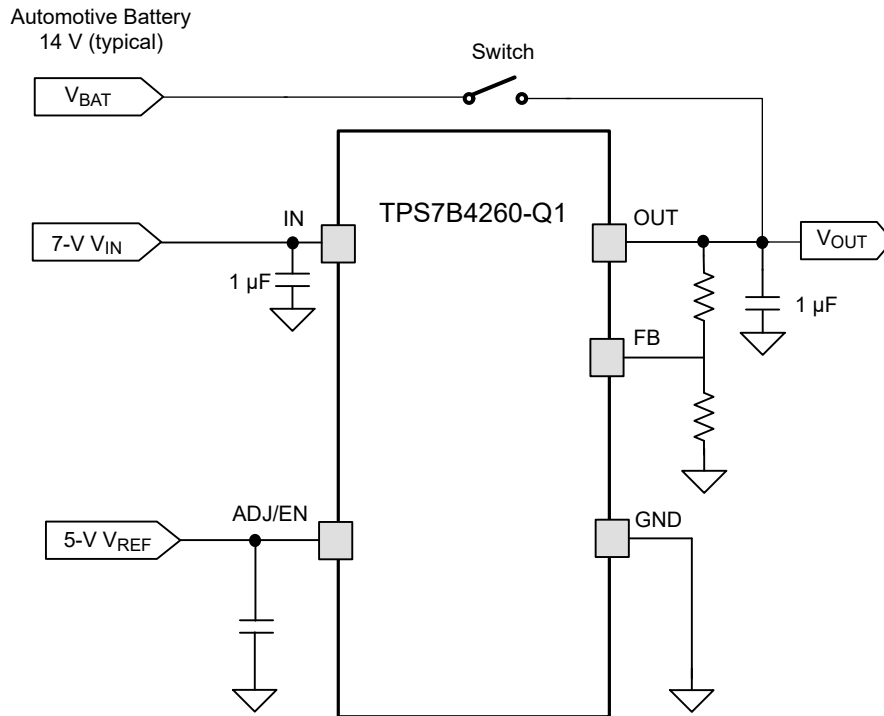 Automotive Battery
14 V (typical)
Switch
VBAT
TPS7B4260-Q1
IN
OUT
7-V VIN
VOUT
1 µF
1 µF
FB
ADJ/EN
GND
5-V VREF